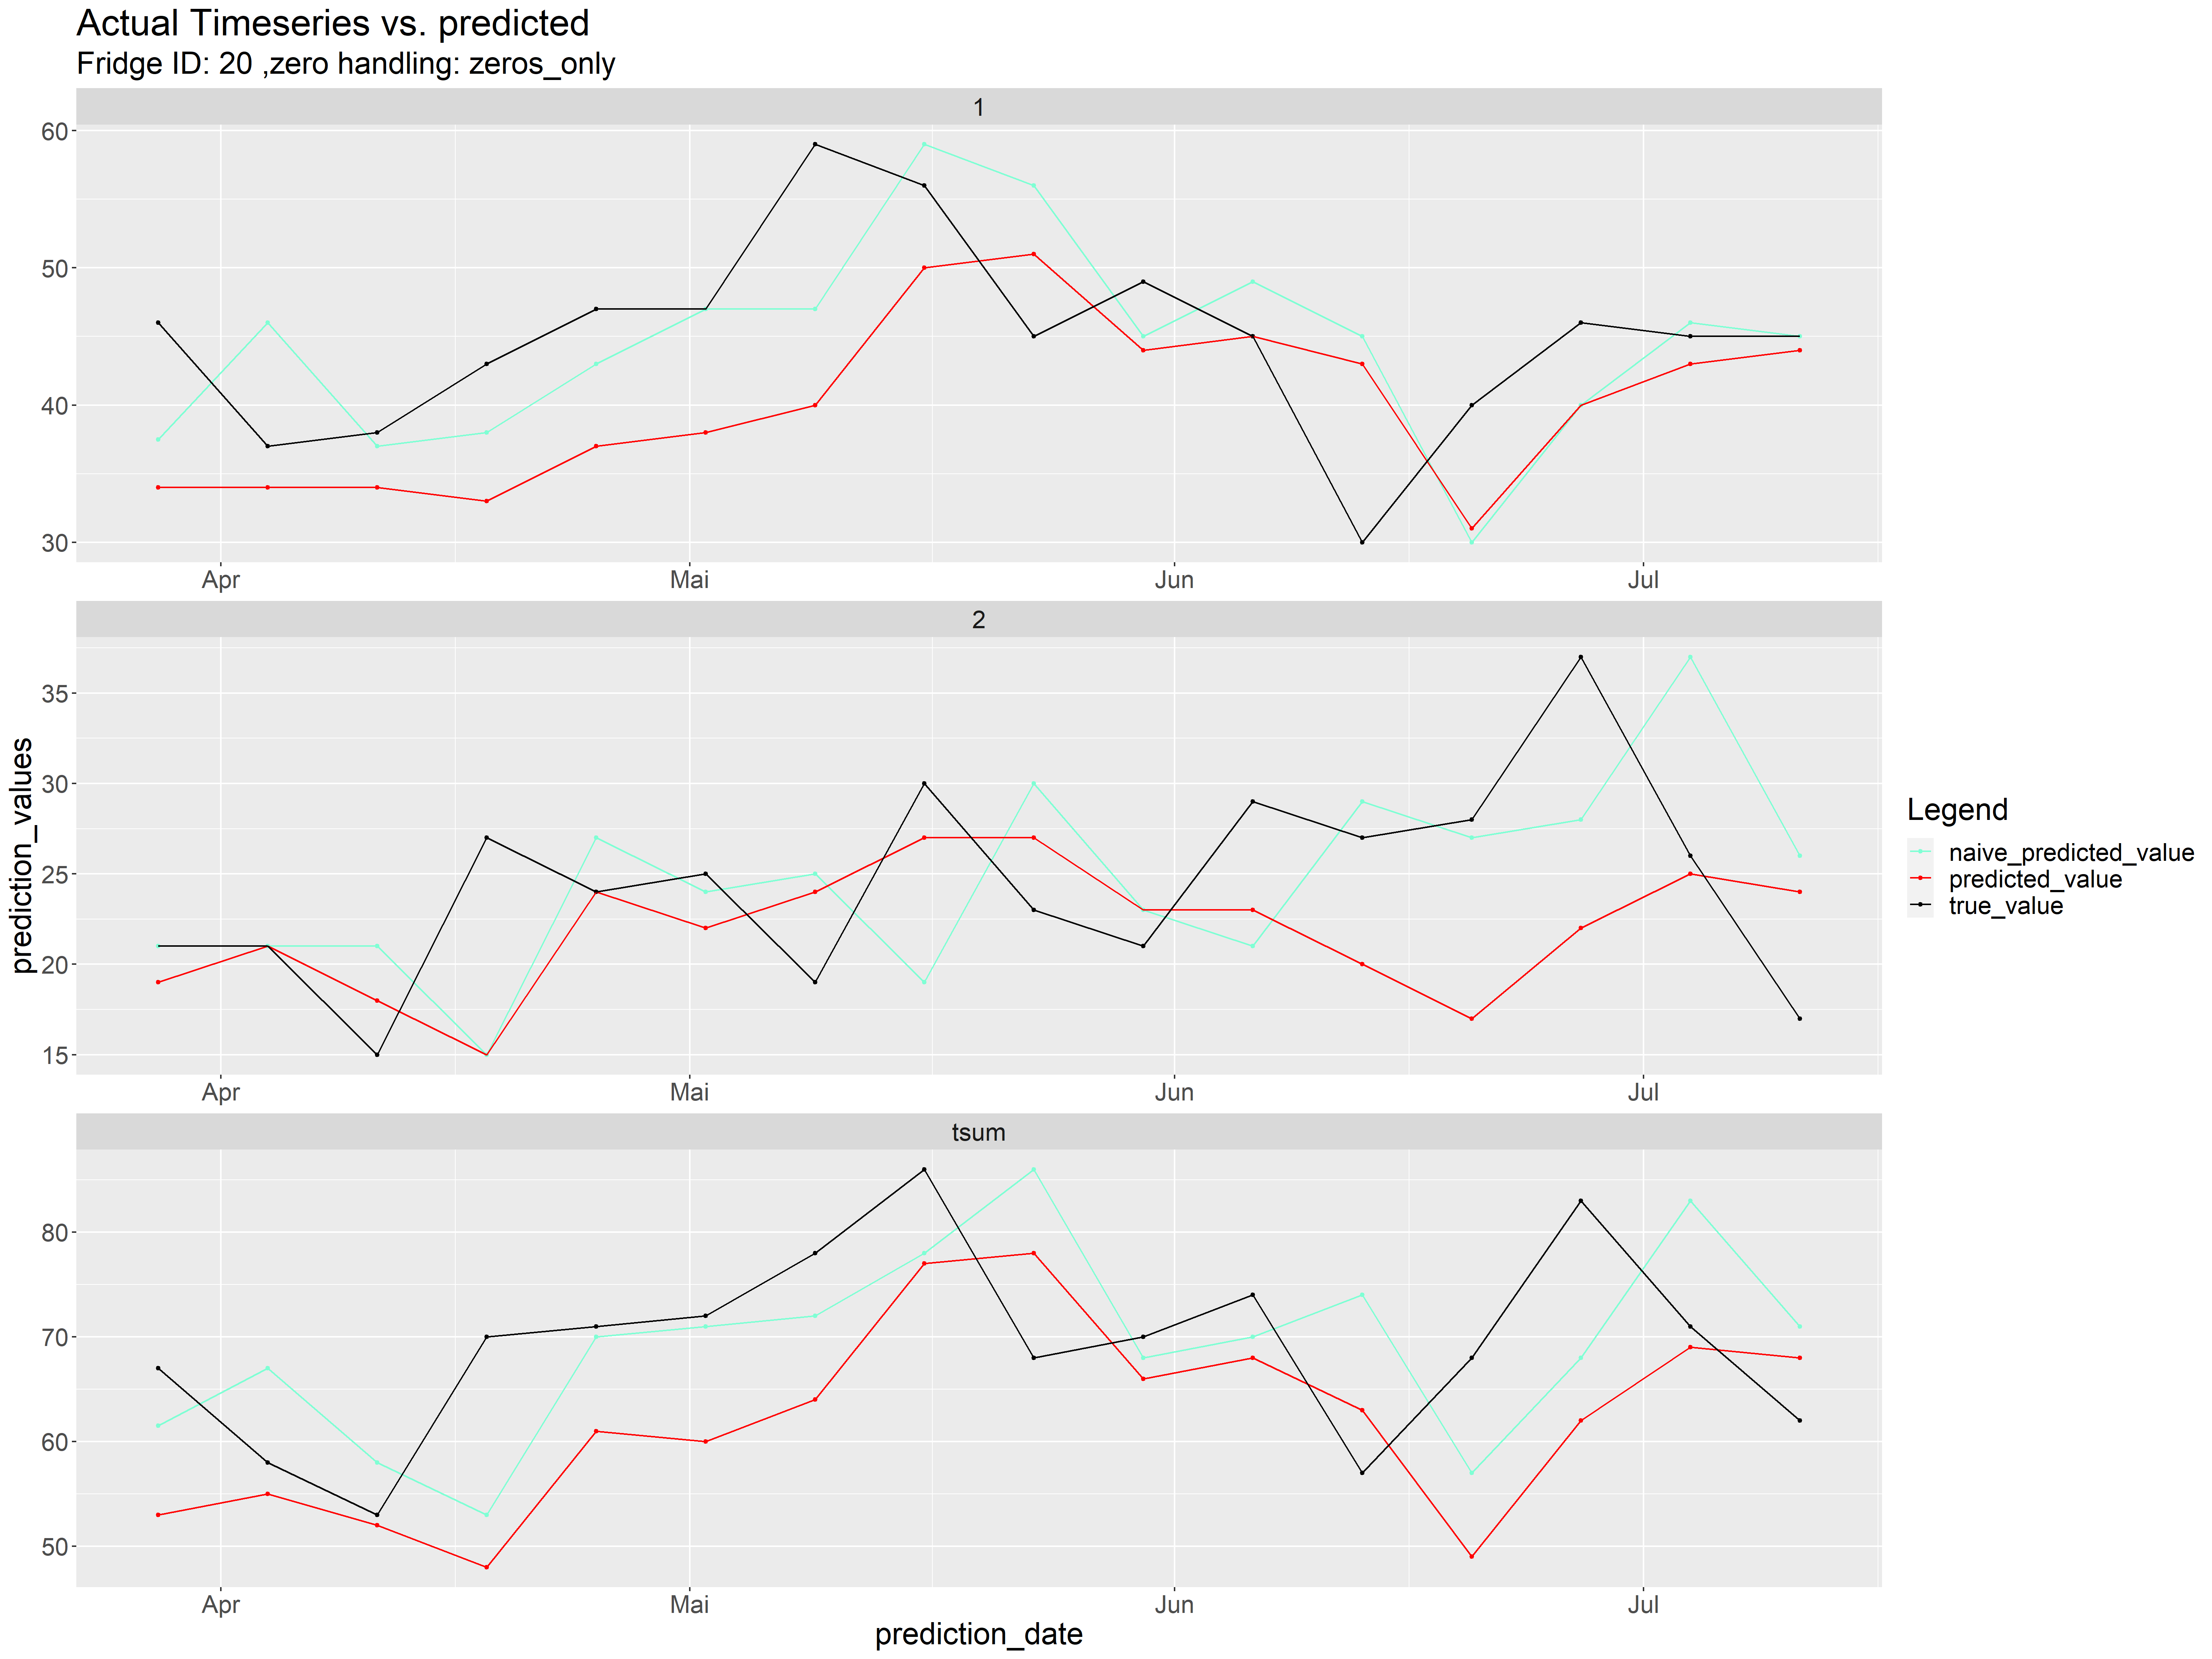 Actual Timeseries vs. predicted
Fridge ID: 20 ,zero handling: zeros_only
1
60
50
40
30
Apr Mai Jun Jul
2
35
30
25
20
15
Apr Mai Jun Jul
tsum
80
70
60
50
Apr Mai Jun Jul
prediction_date
prediction_values
Legend
naive_predicted_value
predicted_value
true_value